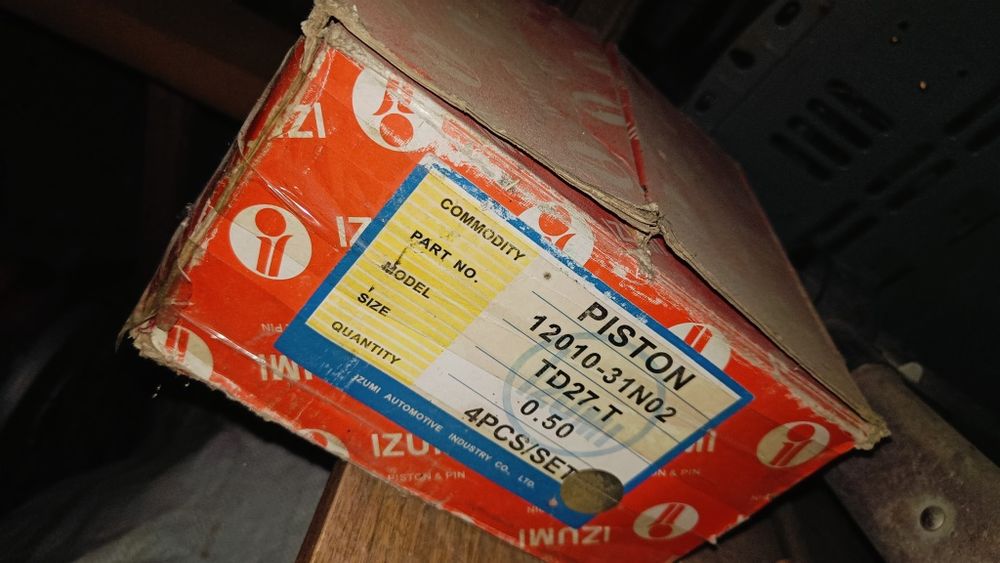 IZUMI
COMMODITY PISTON
PART NO. 12010-31N02
MODEL TD27-T
SIZE 0.50
QUANTITY 4PCS/SET
IZUMI AUTOMOTIVE INDUSTRY CO., LTD.
PISTON & PIN
IZUMI